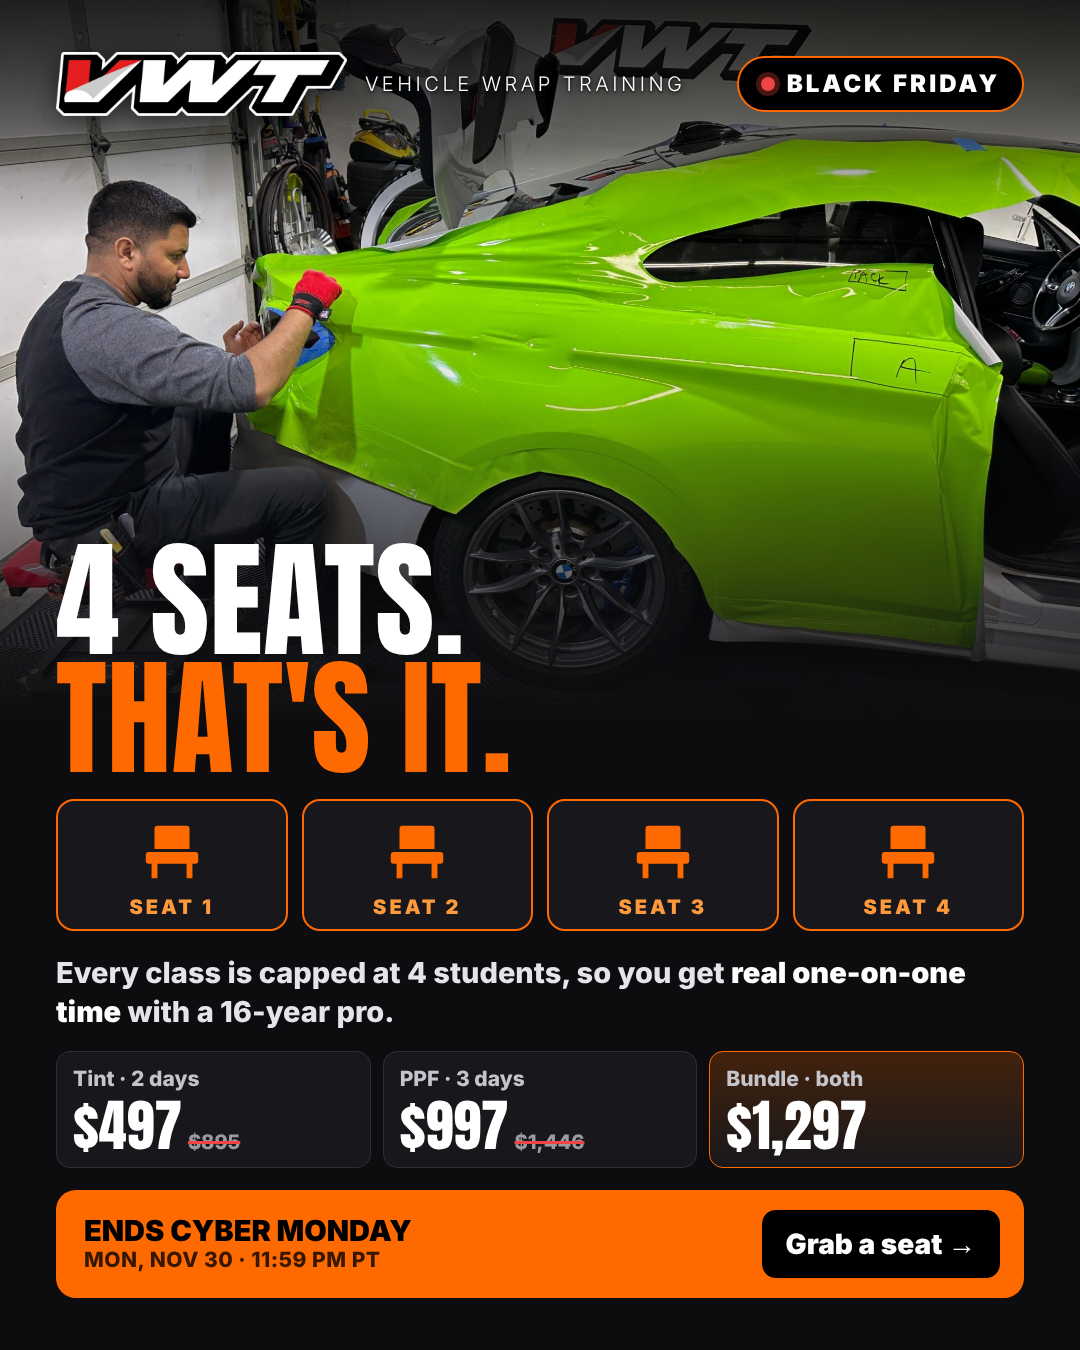 VWT
VEHICLE WRAP TRAINING
BLACK FRIDAY
VWT
BACK
A
4 SEATS.
THAT'S IT.
SEAT 1
SEAT 2
SEAT 3
SEAT 4
Every class is capped at 4 students, so you get real one-on-one
time with a 16-year pro.
Tint · 2 days
$497 $895
PPF · 3 days
$997 $1,446
Bundle · both
$1,297
ENDS CYBER MONDAY
MON, NOV 30 · 11:59 PM PT
Grab a seat →